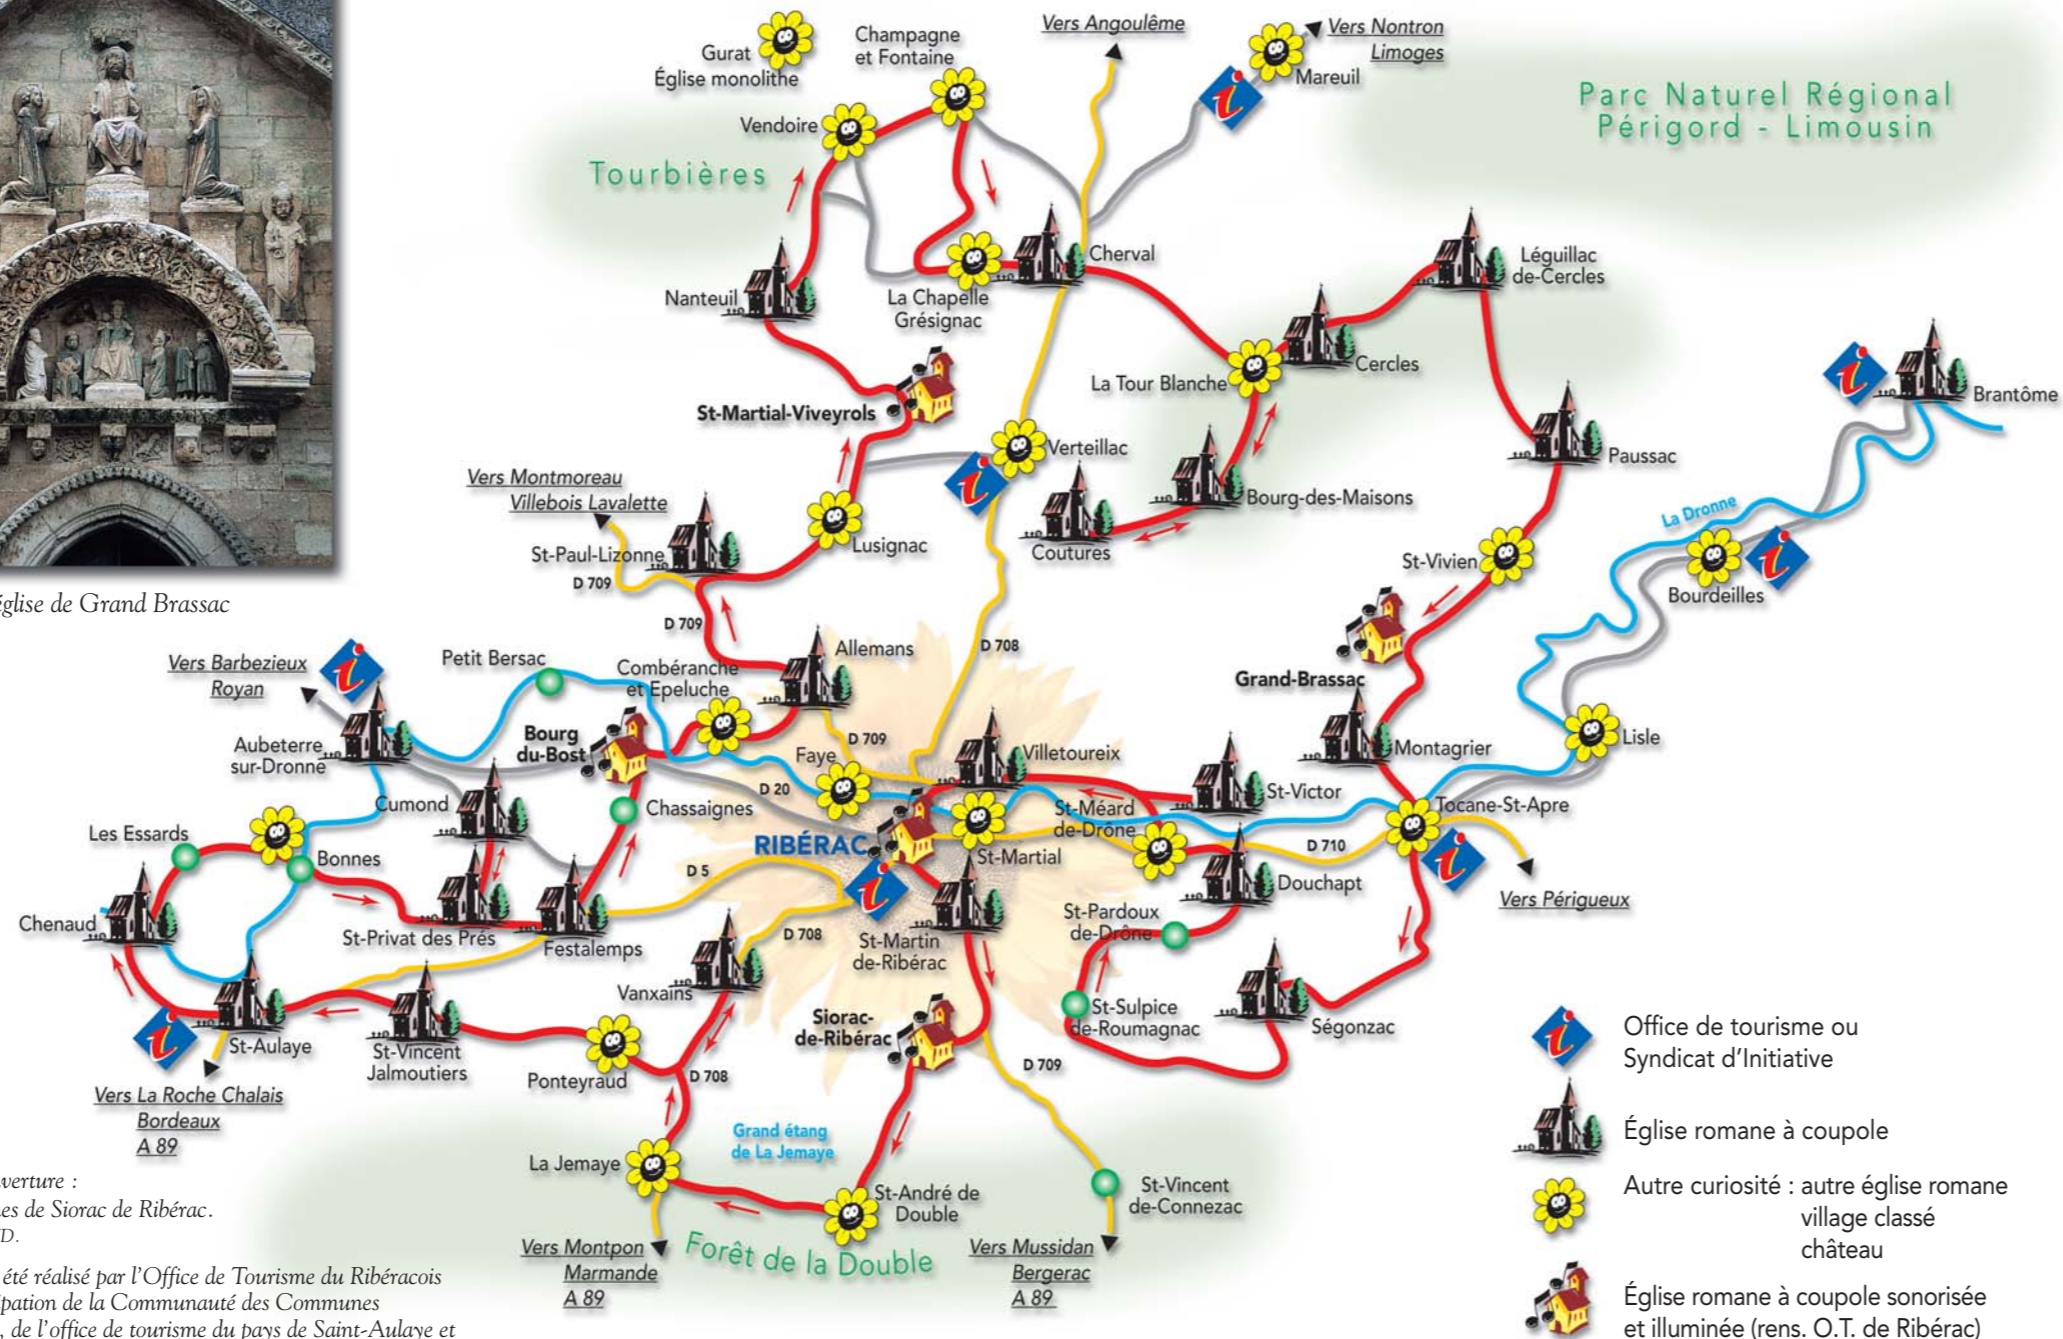 Gurat
Église monolithe
Champagne
et Fontaine
Vers Angoulême
Vers Nontron
Limoges
Mareuil
Parc Naturel Régional
Périgord - Limousin
Vendoire
Tourbières
Nanteuil
La Chapelle
Grésignac
Cherval
Léguillac
de-Cercles
Cercles
La Tour Blanche
Brantôme
St-Martial-Viveyrols
Verteillac
Paussac
Vers Montmoreau
Villebois Lavalette
Bourg-des-Maisons
Coutures
La Dronne
St-Paul-Lizonne
Lusignac
St-Vivien
D 709
Bourdeilles
église de Grand Brassac
D 709
D 708
Vers Barbezieux
Royan
Petit Bersac
Combéranche
et Epeluche
Allemans
Grand-Brassac
Aubeterre
sur-Dronne
Bourg
du-Bost
D 709
Faye
Villetoureix
Montagrier
Lisle
D 20
Cumond
Chassaignes
St-Victor
St-Méard
de-Drône
Tocane-St-Apre
Les Essards
Bonnes
RIBÉRAC
St-Martial
D 710
D 5
Douchapt
Vers Périgueux
Chenaud
St-Privat des Prés
Festalemps
D 708
St-Martin
de-Ribérac
St-Pardoux
de-Drône
Vanxains
St-Sulpice
de-Roumagnac
Ségonzac
Siorac-
de-Ribérac
St-Aulaye
St-Vincent
Jalmoutiers
Ponteyraud
D 708
D 709
Vers La Roche Chalais
Bordeaux
A 89
Grand étang
de La Jemaye
La Jemaye
St-André de
Double
St-Vincent
de-Connezac
Vers Montpon
Marmande
A 89
Forêt de la Double
Vers Mussidan
Bergerac
A 89
Office de tourisme ou
Syndicat d'Initiative
Église romane à coupole
Autre curiosité : autre église romane
village classé
château
Église romane à coupole sonorisée
et illuminée (rens. O.T. de Ribérac)
de Siorac de Ribérac.
été réalisé par l'Office de Tourisme du Ribéracois
de la Communauté des Communes
de l'office de tourisme du pays de Saint-Aulaye et